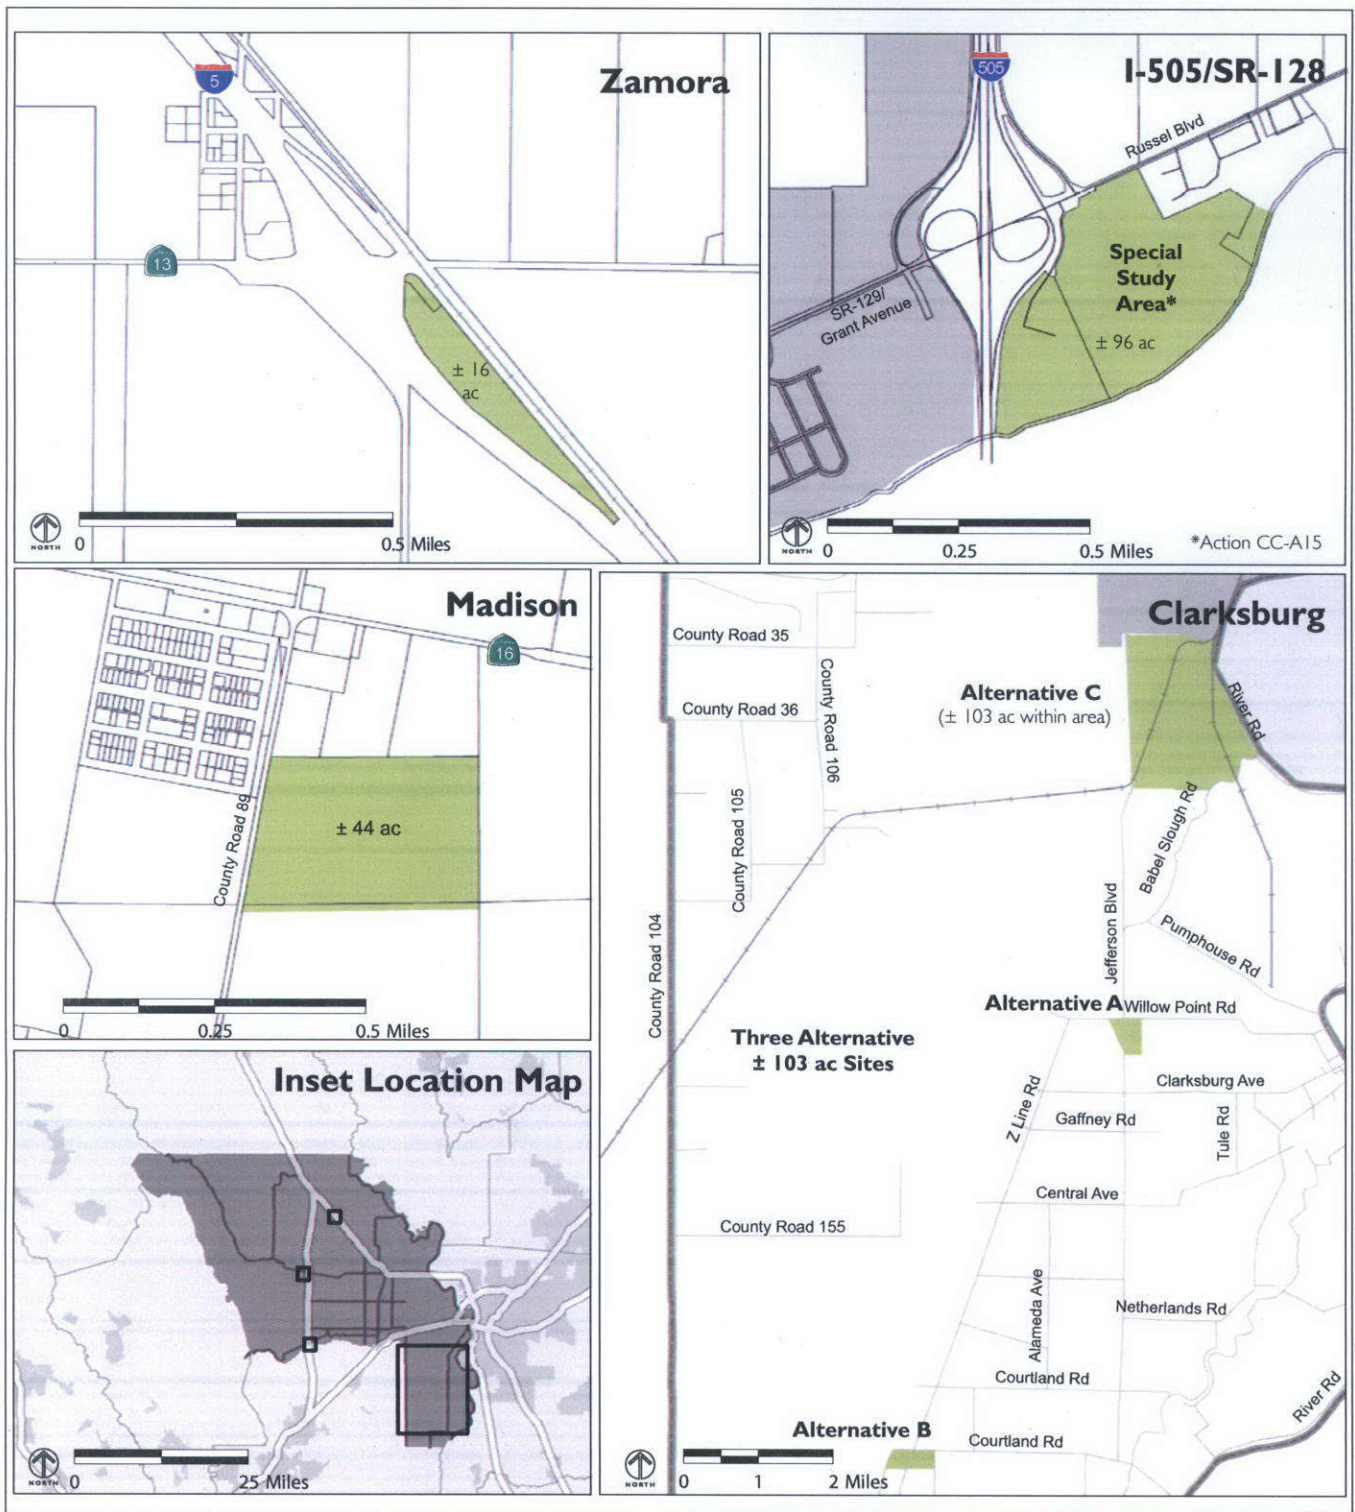 Zamora
5
13
± 16
ac
NORTH
0
0.5 Miles
I-505/SR-128
505
Russel Blvd
Special
Study
Area*
± 96 ac
SR-129/
Grant Avenue
NORTH
0
0.25
0.5 Miles
*Action CC-A15
Madison
16
County Road 89
± 44 ac
0
0.25
0.5 Miles
Clarksburg
County Road 35
County Road 36
County Road 106
County Road 105
County Road 104
Alternative C
(± 103 ac within area)
River Rd
Babel Slough Rd
Jefferson Blvd
Pumphouse Rd
Alternative A
Willow Point Rd
Three Alternative
± 103 ac Sites
Clarksburg Ave
Z Line Rd
Gaffney Rd
Tule Rd
Central Ave
County Road 155
Alameda Ave
Netherlands Rd
Courtland Rd
River Rd
Alternative B
Courtland Rd
NORTH
0
1
2 Miles
Inset Location Map
NORTH
0
25 Miles